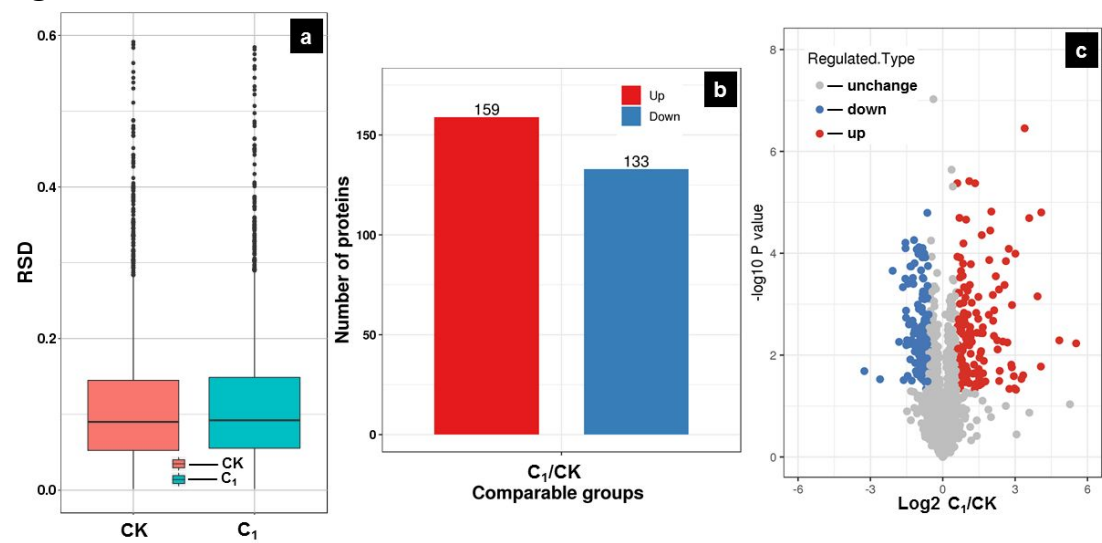 a
0.6
0.4
0.2
0.0
RSD
CK
C₁
CK
C₁
b
Up
Down
159
133
150
100
50
0
Number of proteins
C₁/CK
Comparable groups
c
Regulated.Type
unchange
down
up
8
6
4
2
0
-log10 P value
-6 -3 0 3 6
Log2 C₁/CK